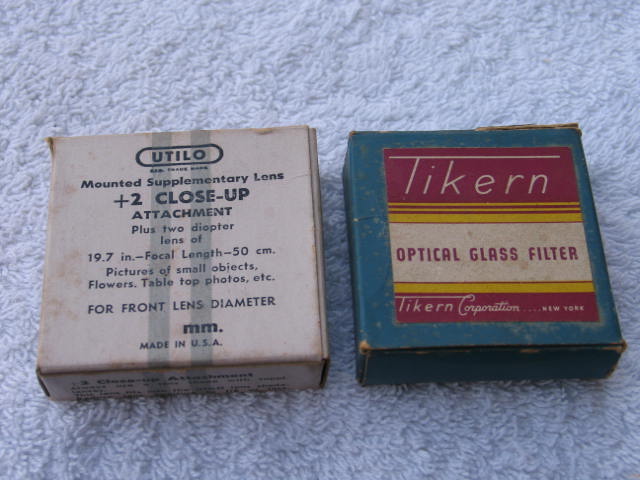 UTILO
REG. TRADE MARK
Mounted Supplementary Lens
+2 CLOSE-UP
ATTACHMENT
Plus two diopter
lens of
19.7 in.—Focal Length—50 cm.
Pictures of small objects,
Flowers. Table top photos, etc.
FOR FRONT LENS DIAMETER
mm.
MADE IN U.S.A.
+2 Close-up Attachment
Tikern
OPTICAL GLASS FILTER
Tikern Corporation....NEW YORK